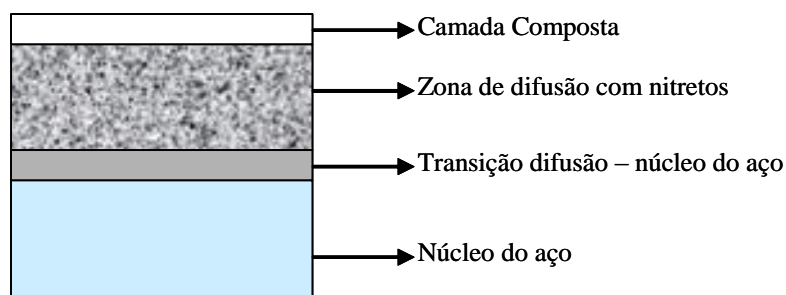 Camada Composta
Zona de difusão com nitretos
Transição difusão – núcleo do aço
Núcleo do aço